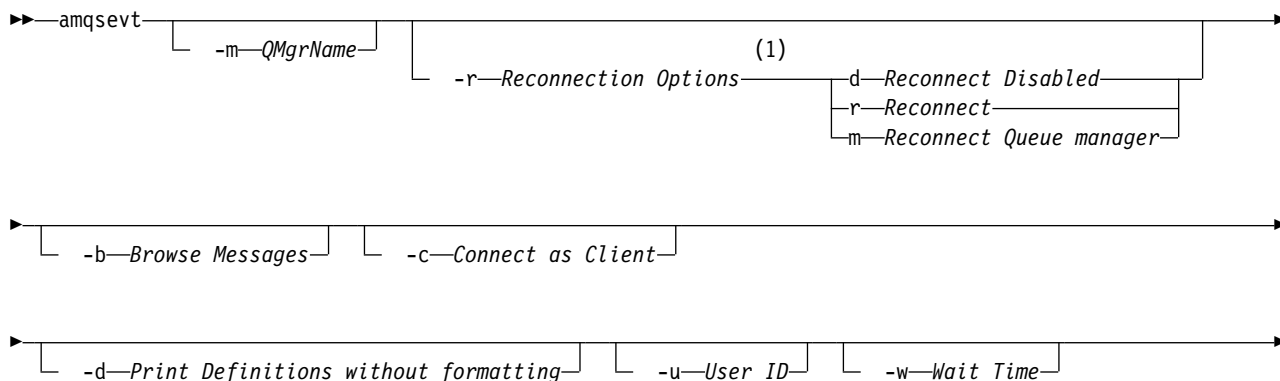 amqsevt
-m QMgrName
(1)
-r Reconnection Options d Reconnect Disabled
r Reconnect
m Reconnect Queue manager
-b Browse Messages -c Connect as Client
-d Print Definitions without formatting -u User ID -w Wait Time